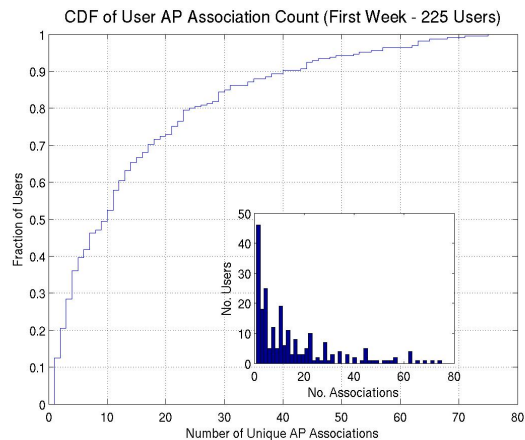 CDF of User AP Association Count (First Week - 225 Users)
1
0.9
0.8
0.7
0.6
0.5
0.4
0.3
0.2
0.1
0
Fraction of Users
50
40
30
20
10
0
No. Users
0 20 40 60 80
No. Associations
0 10 20 30 40 50 60 70 80
Number of Unique AP Associations